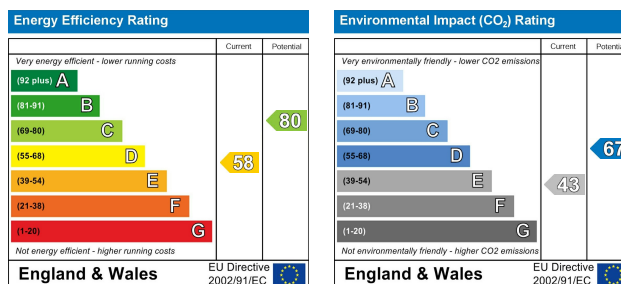 Energy Efficiency Rating
Current Potential
Very energy efficient - lower running costs
(92 plus) A
(81-91) B
(69-80) C
80
(55-68) D
58
(39-54) E
(21-38) F
(1-20) G
Not energy efficient - higher running costs
England & Wales
EU Directive
2002/91/EC
Environmental Impact (CO2) Rating
Current
Very environmentally friendly - lower CO2 emissions
(92 plus) A
(81-91) B
(69-80) C
(55-68) D
67
(39-54) E
43
(21-38) F
(1-20) G
Not environmentally friendly - higher CO2 emissions
England & Wales
EU Directive
2002/91/EC